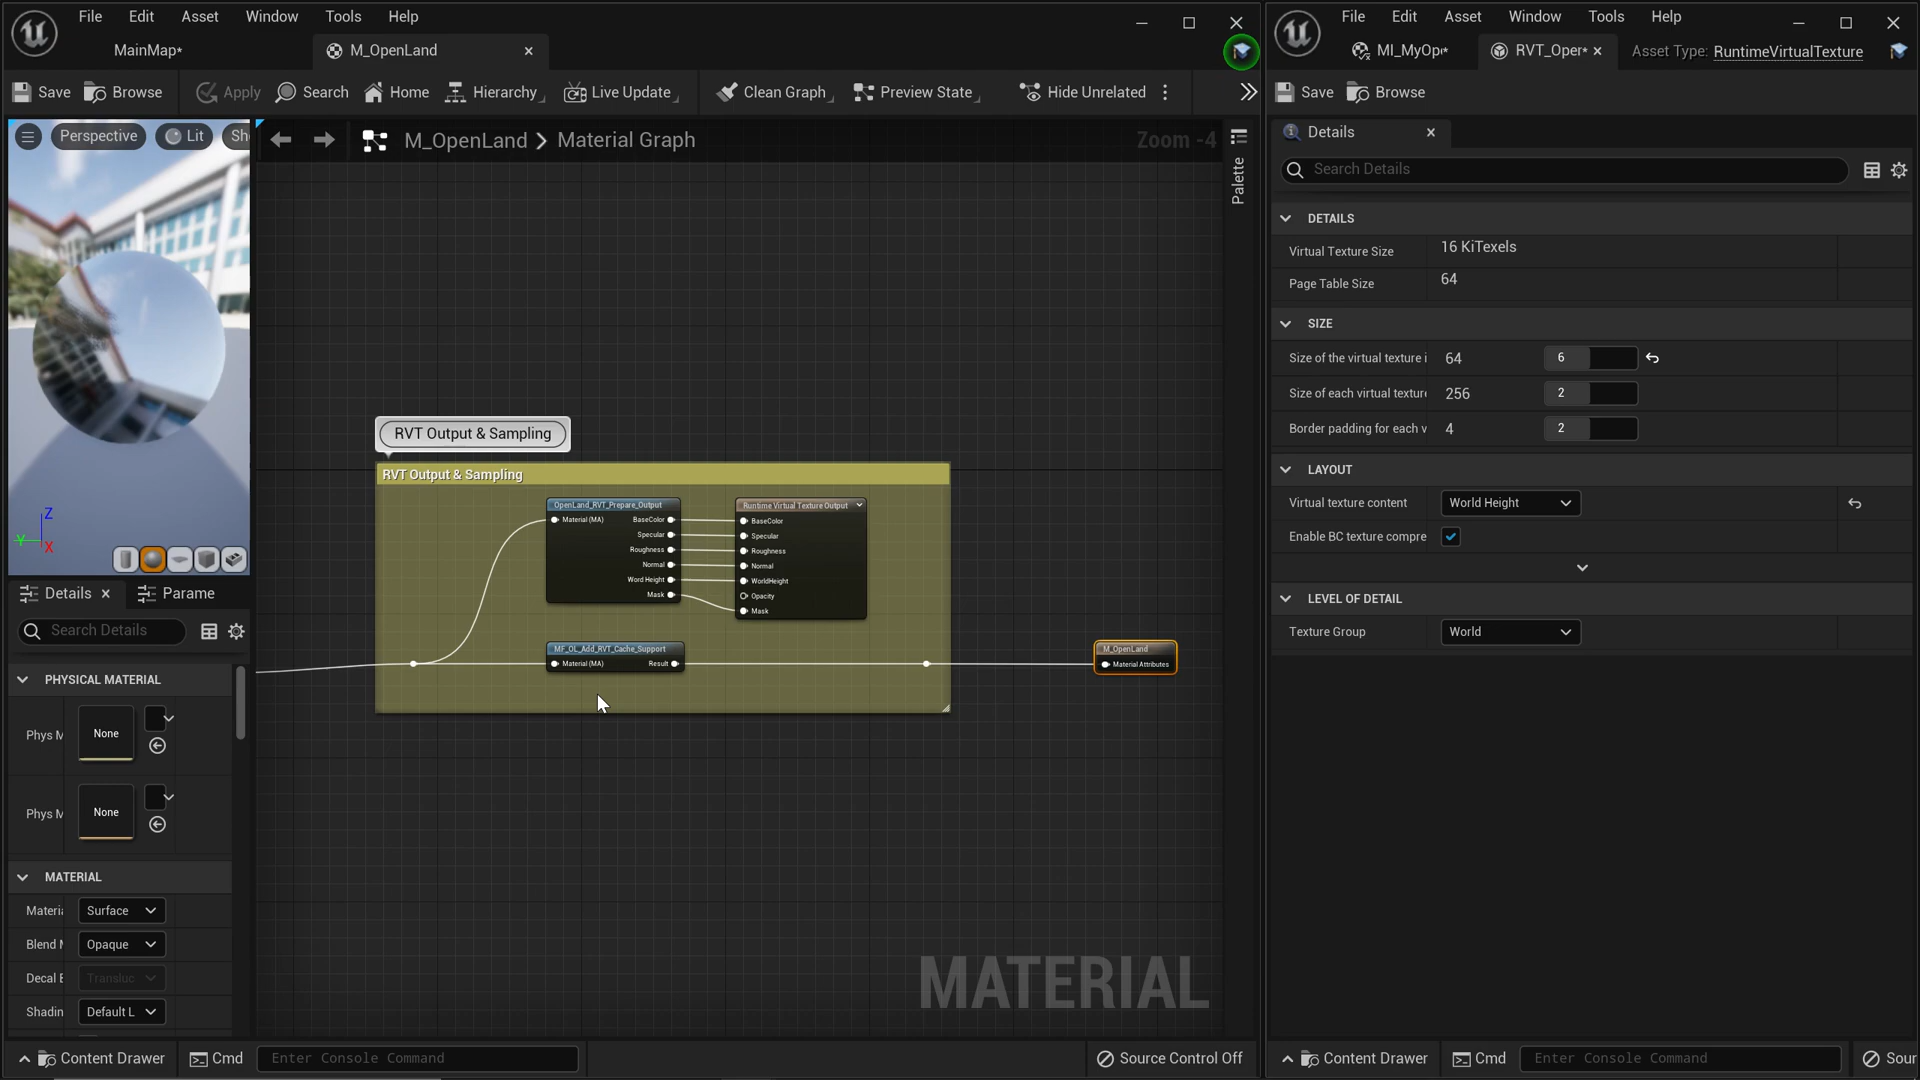 File Edit Asset Window Tools Help
MainMap* M_OpenLand
Save Browse Apply Search Home Hierarchy Live Update Clean Graph Preview State Hide Unrelated
Perspective Lit Sh
M_OpenLand Material Graph Zoom -4
Palette
RVT Output & Sampling
RVT Output & Sampling
OpenLand_RVT_Prepare_Output
Material (MA) BaseColor
Specular
Roughness
Normal
Word Height
Mask
Runtime Virtual Texture Output
BaseColor
Specular
Roughness
Normal
WorldHeight
Opacity
Mask
MF_OL_Add_RVT_Cache_Support
Material (MA) Result
M_OpenLand
Material Attributes
Z
Y
X
Details Parame
Search Details
PHYSICAL MATERIAL
Phys M None
Phys M None
MATERIAL
Materia Surface
Blend M Opaque
Decal B Transluc
Shadin Default L
MATERIAL
Content Drawer Cmd Enter Console Command Source Control Off
File Edit Asset Window Tools Help
MI_MyOp* RVT_Oper* Asset Type: RuntimeVirtualTexture
Save Browse
Details
Search Details
DETAILS
Virtual Texture Size 16 KiTexels
Page Table Size 64
SIZE
Size of the virtual texture i 64 6
Size of each virtual texture 256 2
Border padding for each v 4 2
LAYOUT
Virtual texture content World Height
Enable BC texture compre
LEVEL OF DETAIL
Texture Group World
Content Drawer Cmd Enter Console Command Sour